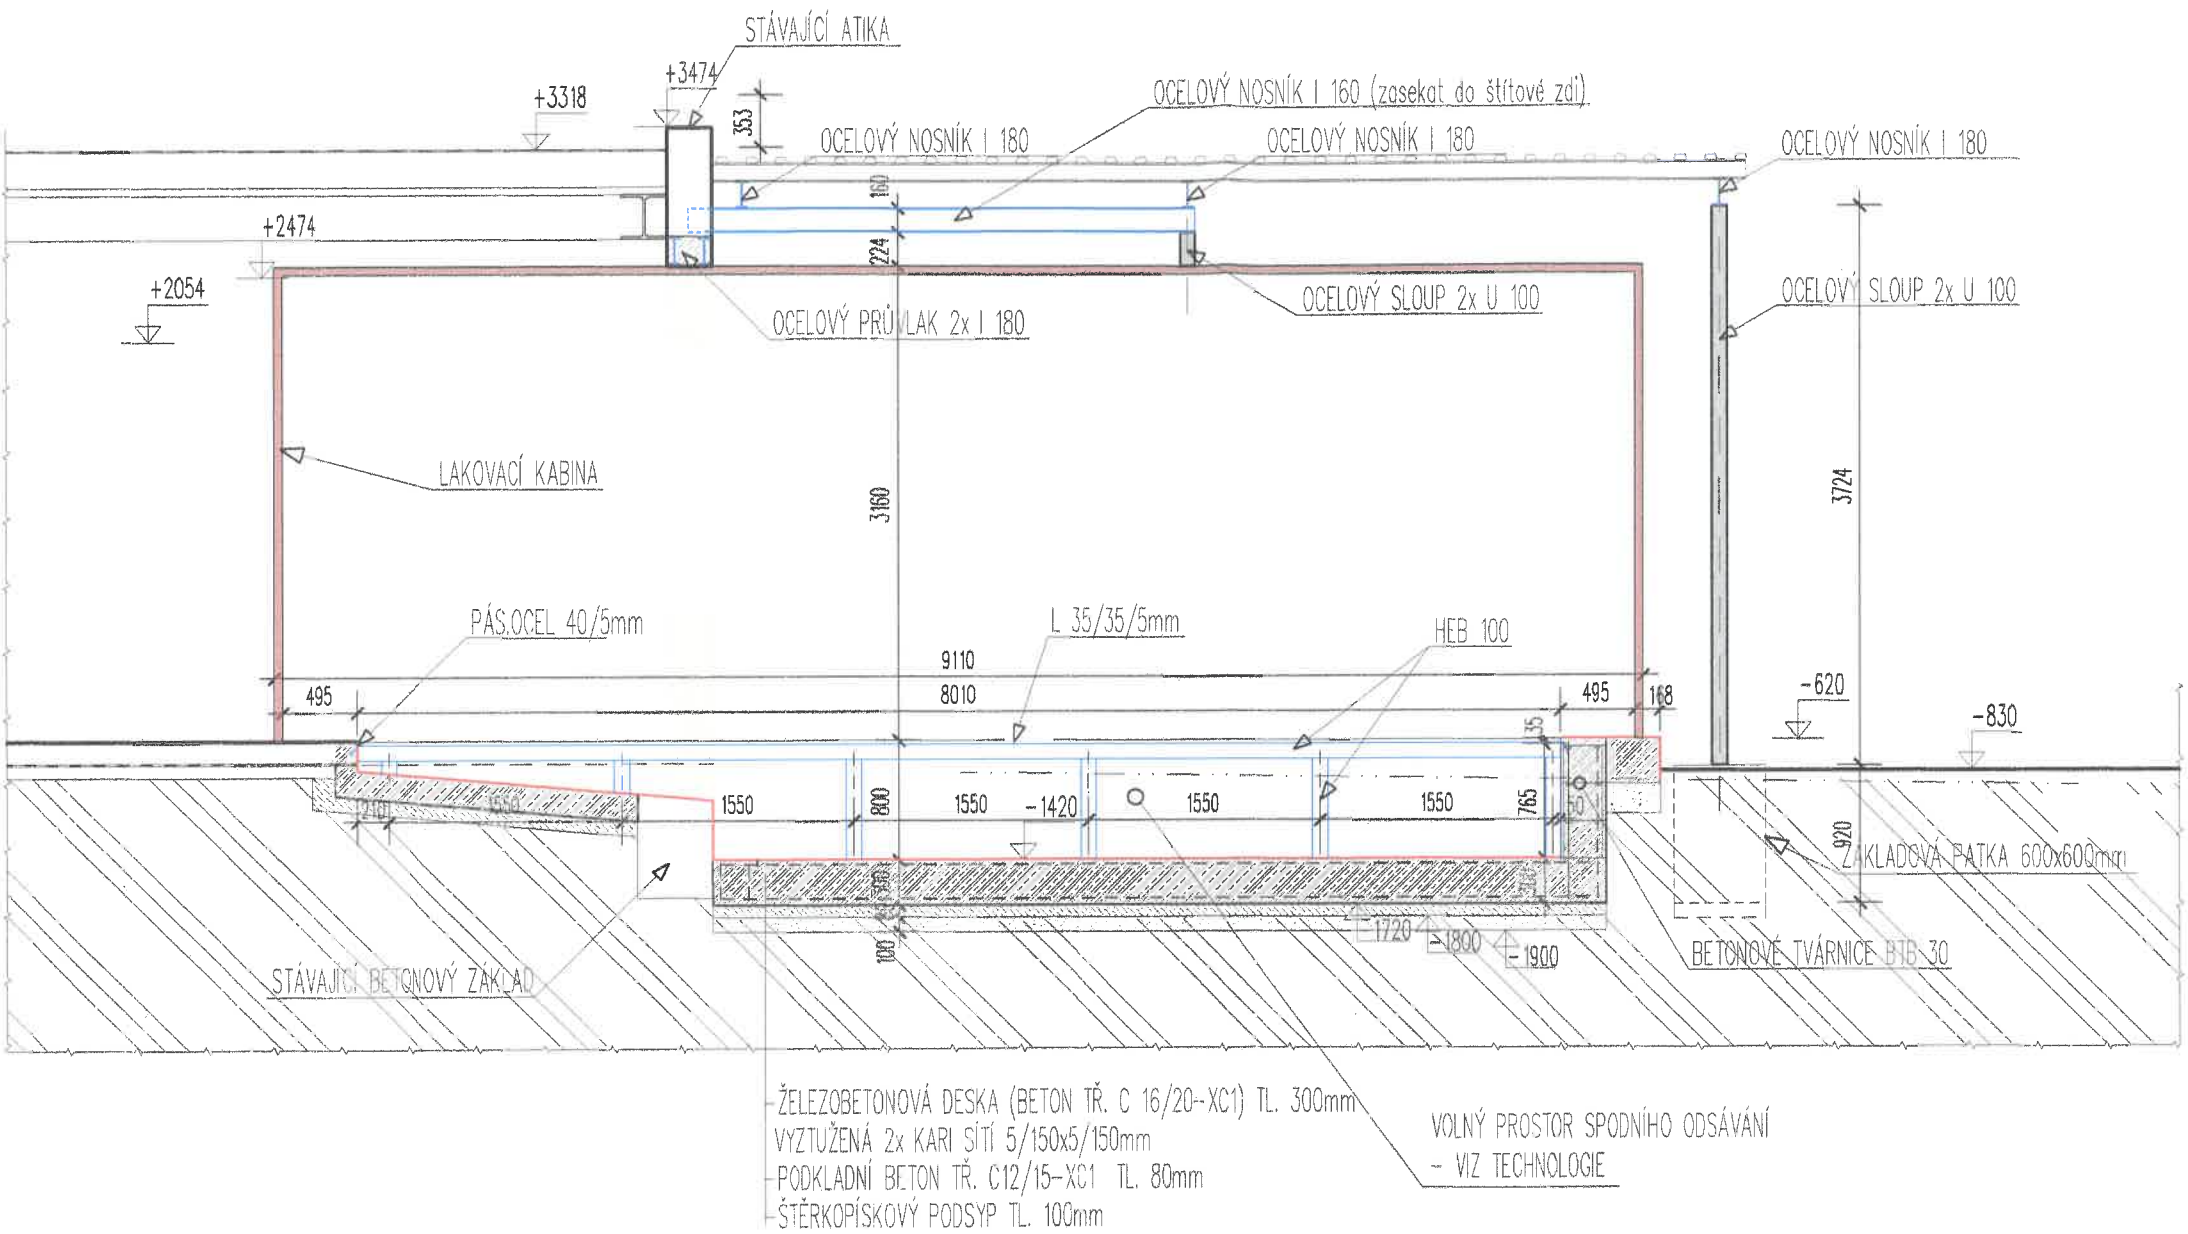 STÁVAJÍCÍ ATIKA
+3474
+3318
353
OCELOVÝ NOSNÍK I 160 (zasekat do štítové zdi)
OCELOVÝ NOSNÍK I 180
OCELOVÝ NOSNÍK I 180
OCELOVÝ NOSNÍK I 180
160
+2474
224
+2054
OCELOVÝ SLOUP 2x U 100
OCELOVÝ SLOUP 2x U 100
OCELOVÝ PRŮVLAK 2x I 180
LAKOVACÍ KABINA
3160
3724
PÁS.OCEL 40/5mm
L 35/35/5mm
HEB 100
9110
495
8010
495
168
-620
-830
35
210
1550
1550
800
1550
-1420
1550
1550
765
50
920
ZÁKLADOVÁ PATKA 600x600mm
300
100
-1720
-1800
-1900
BETONOVÉ TVÁRNICE BTB 30
STÁVAJÍCÍ BETONOVÝ ZÁKLAD
ŽELEZOBETONOVÁ DESKA (BETON TŘ. C 16/20--XC1) TL. 300mm
VYZTUŽENÁ 2x KARI SÍTÍ 5/150x5/150mm
PODKLADNÍ BETON TŘ. C12/15-XC1 TL. 80mm
ŠTĚRKOPÍSKOVÝ PODSYP TL. 100mm
VOLNÝ PROSTOR SPODNÍHO ODSÁVÁNÍ
- VIZ TECHNOLOGIE